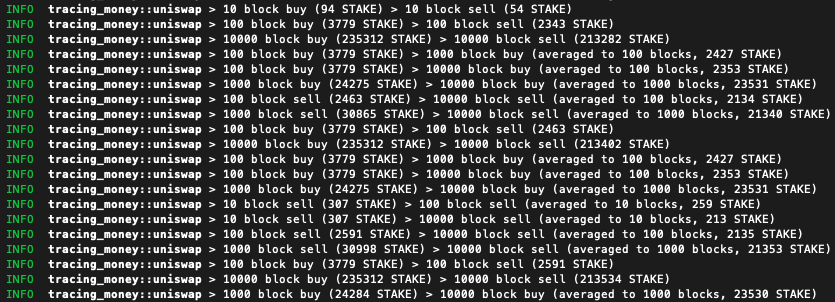 INFO tracing_money::uniswap > 10 block buy (94 STAKE) > 10 block sell (54 STAKE)
INFO tracing_money::uniswap > 100 block buy (3779 STAKE) > 100 block sell (2343 STAKE)
INFO tracing_money::uniswap > 10000 block buy (235312 STAKE) > 10000 block sell (213282 STAKE)
INFO tracing_money::uniswap > 100 block buy (3779 STAKE) > 1000 block buy (averaged to 100 blocks, 2427 STAKE)
INFO tracing_money::uniswap > 100 block buy (3779 STAKE) > 10000 block buy (averaged to 100 blocks, 2353 STAKE)
INFO tracing_money::uniswap > 1000 block buy (24275 STAKE) > 10000 block buy (averaged to 1000 blocks, 23531 STAKE)
INFO tracing_money::uniswap > 100 block sell (2463 STAKE) > 10000 block sell (averaged to 100 blocks, 2134 STAKE)
INFO tracing_money::uniswap > 1000 block sell (30865 STAKE) > 10000 block sell (averaged to 1000 blocks, 21340 STAKE)
INFO tracing_money::uniswap > 100 block buy (3779 STAKE) > 100 block sell (2463 STAKE)
INFO tracing_money::uniswap > 10000 block buy (235312 STAKE) > 10000 block sell (213402 STAKE)
INFO tracing_money::uniswap > 100 block buy (3779 STAKE) > 1000 block buy (averaged to 100 blocks, 2427 STAKE)
INFO tracing_money::uniswap > 100 block buy (3779 STAKE) > 10000 block buy (averaged to 100 blocks, 2353 STAKE)
INFO tracing_money::uniswap > 1000 block buy (24275 STAKE) > 10000 block buy (averaged to 1000 blocks, 23531 STAKE)
INFO tracing_money::uniswap > 10 block sell (307 STAKE) > 100 block sell (averaged to 10 blocks, 259 STAKE)
INFO tracing_money::uniswap > 10 block sell (307 STAKE) > 10000 block sell (averaged to 10 blocks, 213 STAKE)
INFO tracing_money::uniswap > 100 block sell (2591 STAKE) > 10000 block sell (averaged to 100 blocks, 2135 STAKE)
INFO tracing_money::uniswap > 1000 block sell (30998 STAKE) > 10000 block sell (averaged to 1000 blocks, 21353 STAKE)
INFO tracing_money::uniswap > 100 block buy (3779 STAKE) > 100 block sell (2591 STAKE)
INFO tracing_money::uniswap > 10000 block buy (235312 STAKE) > 10000 block sell (213534 STAKE)
INFO tracing_money::uniswap > 1000 block buy (24284 STAKE) > 10000 block buy (averaged to 1000 blocks, 23530 STAKE)